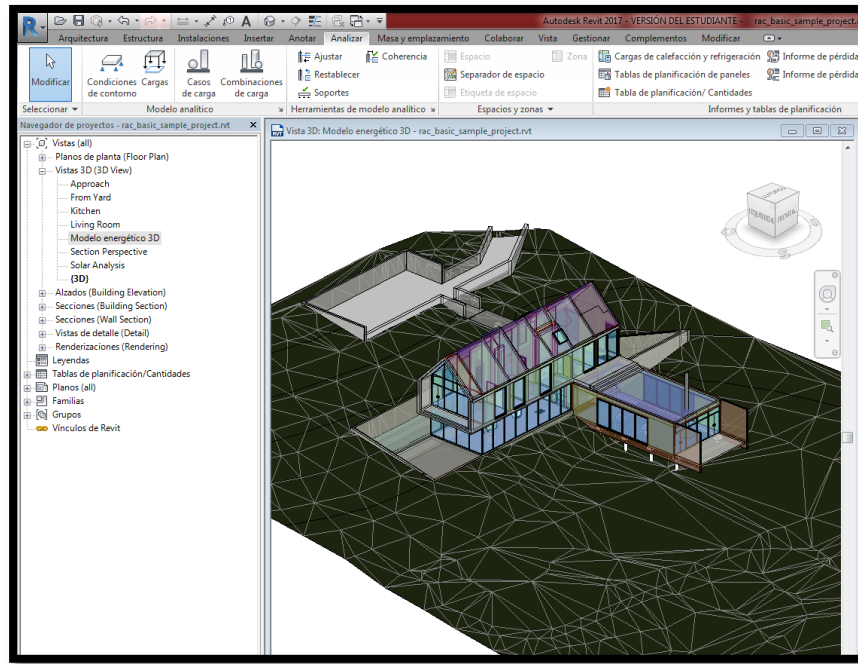 Autodesk Revit 2017 - VERSIÓN DEL ESTUDIANTE - rac_basic_sample_project.
Arquitectura Estructura Instalaciones Insertar Anotar Analizar Masa y emplazamiento Colaborar Vista Gestionar Complementos Modificar
Ajustar Coherencia Espacio Zona Cargas de calefacción y refrigeración Informe de pérdida
Modificar Condiciones de contorno Cargas Casos de carga Combinaciones de carga Restablecer Separador de espacio Tablas de planificación de paneles Informe de pérdida
Soportes Etiqueta de espacio Tabla de planificación/ Cantidades
Seleccionar Modelo analítico Herramientas de modelo analítico Espacios y zonas Informes y tablas de planificación
Navegador de proyectos - rac_basic_sample_project.rvt
Vistas (all)
Planos de planta (Floor Plan)
Vistas 3D (3D View)
Approach
From Yard
Kitchen
Living Room
Modelo energético 3D
Section Perspective
Solar Analysis
{3D}
Alzados (Building Elevation)
Secciones (Building Section)
Secciones (Wall Section)
Vistas de detalle (Detail)
Renderizaciones (Rendering)
Leyendas
Tablas de planificación/Cantidades
Planos (all)
Familias
Grupos
Vínculos de Revit
Vista 3D: Modelo energético 3D - rac_basic_sample_project.rvt
IZQUIERDA FRONTAL